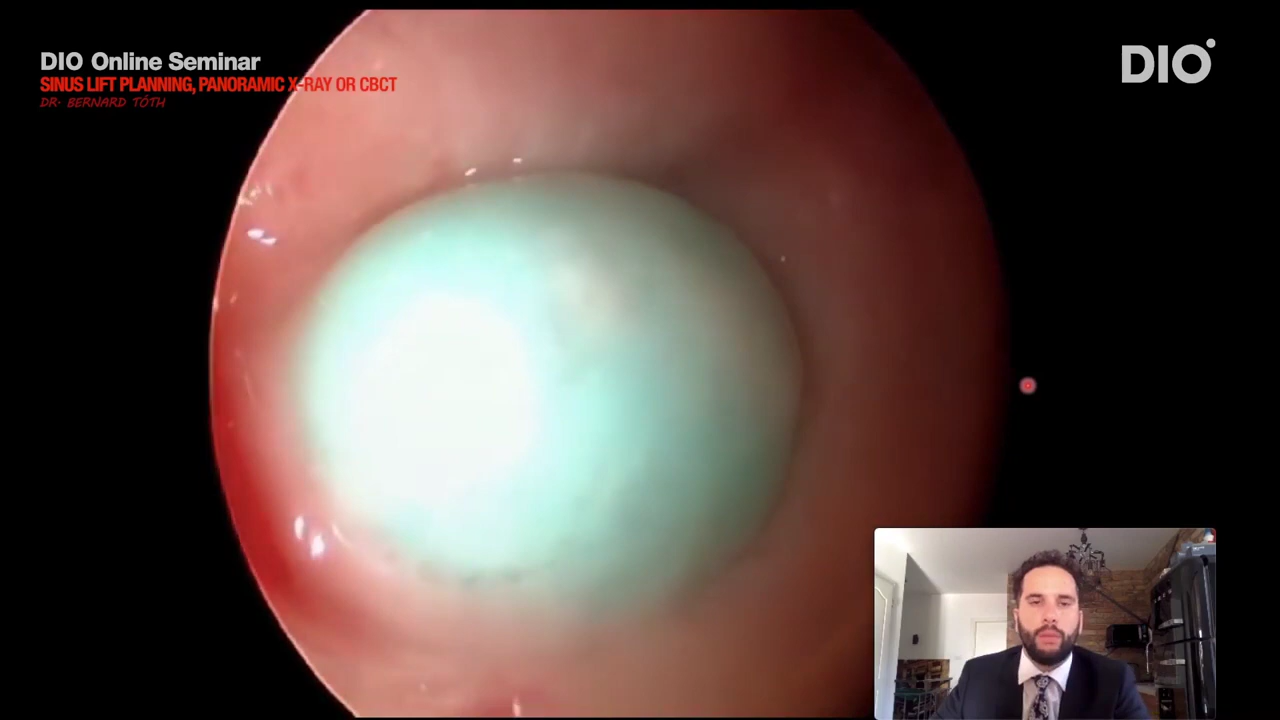 DIO Online Seminar
SINUS LIFT PLANNING, PANORAMIC X-RAY OR CBCT
DR. BERNARD TÓTH
DIO